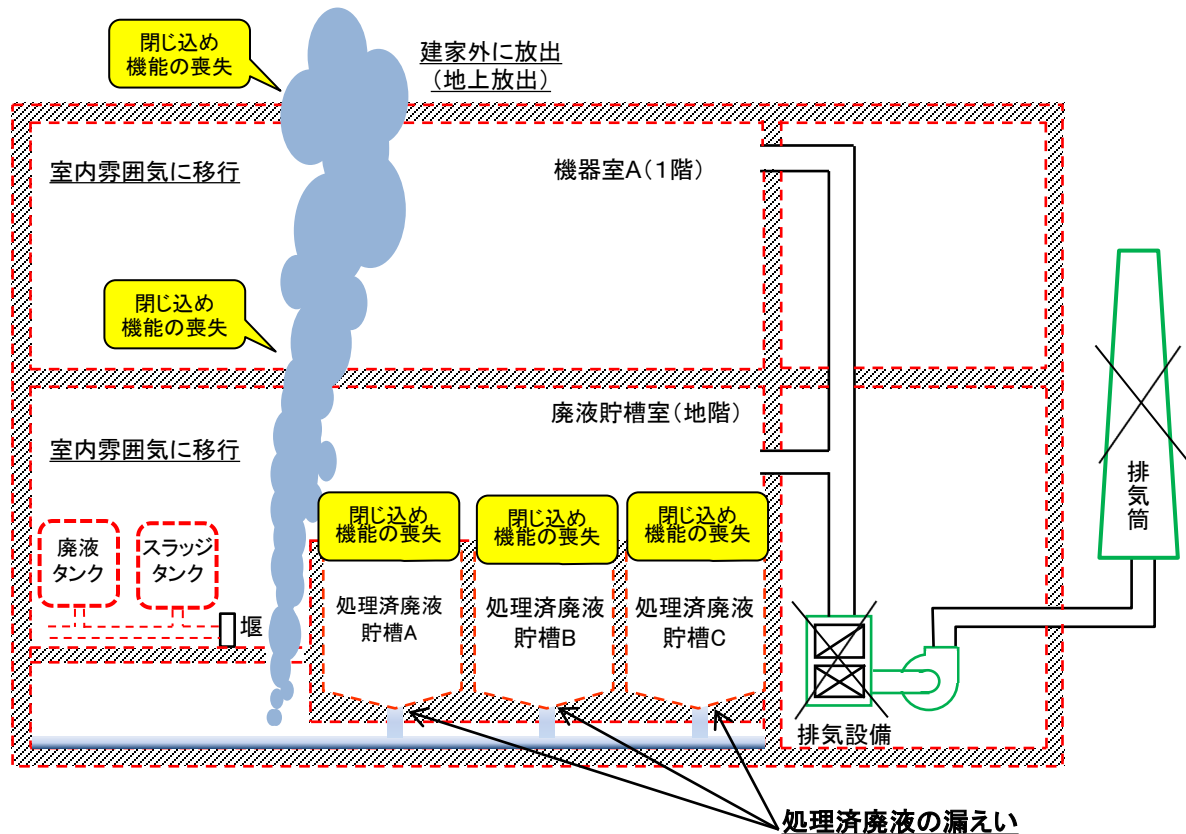 閉じ込め
機能の喪失
建家外に放出
（地上放出）
室内雰囲気に移行
機器室A（1階）
閉じ込め
機能の喪失
廃液貯槽室（地階）
室内雰囲気に移行
閉じ込め
機能の喪失
閉じ込め
機能の喪失
閉じ込め
機能の喪失
廃液
タンク
スラッジ
タンク
堰
処理済廃液
貯槽A
処理済廃液
貯槽B
処理済廃液
貯槽C
排気筒
排気設備
処理済廃液の漏えい